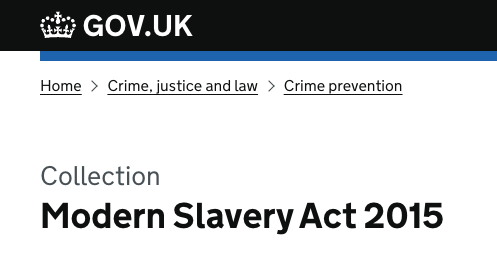 GOV.UK
Home > Crime, justice and law > Crime prevention
Collection
Modern Slavery Act 2015